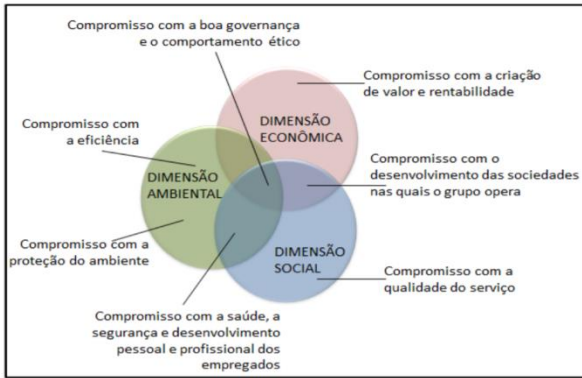 Compromisso com a boa governança
e o comportamento ético
Compromisso com a criação
de valor e rentabilidade
DIMENSÃO
ECONÔMICA
Compromisso com
a eficiência
Compromisso com o
desenvolvimento das sociedades
nas quais o grupo opera
DIMENSÃO
AMBIENTAL
Compromisso com a
proteção do ambiente
DIMENSÃO
SOCIAL
Compromisso com a
qualidade do serviço
Compromisso com a saúde, a
segurança e desenvolvimento
pessoal e profissional dos
empregados